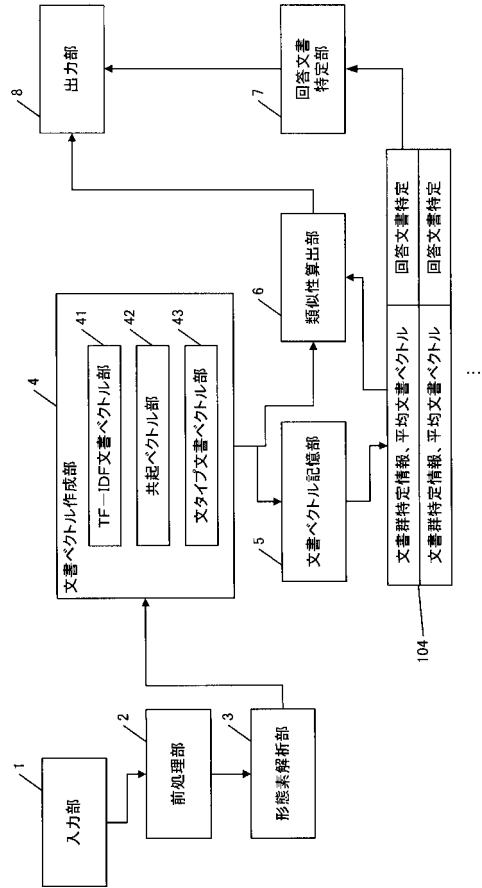 1
入力部
2
前処理部
3
形態素解析部
4
文書ベクトル作成部
41
TF-IDF文書ベクトル部
42
共起ベクトル部
43
文タイプ文書ベクトル部
5
文書ベクトル記憶部
6
類似性算出部
7
回答文書
特定部
8
出力部
104
文書群特定情報、平均文書ベクトル 回答文書特定
文書群特定情報、平均文書ベクトル 回答文書特定
…